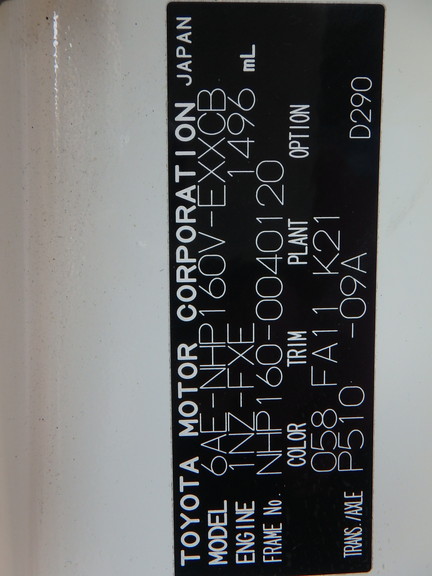 TOYOTA MOTOR CORPORATION JAPAN
MODEL 6AE-NHP160V-EXXCB
ENGINE 1NZ-FXE 1496 mL
FRAME No. NHP160-0040120
COLOR TRIM PLANT OPTION
058 FA11 K21
TRANS./AXLE P510 -09A D290